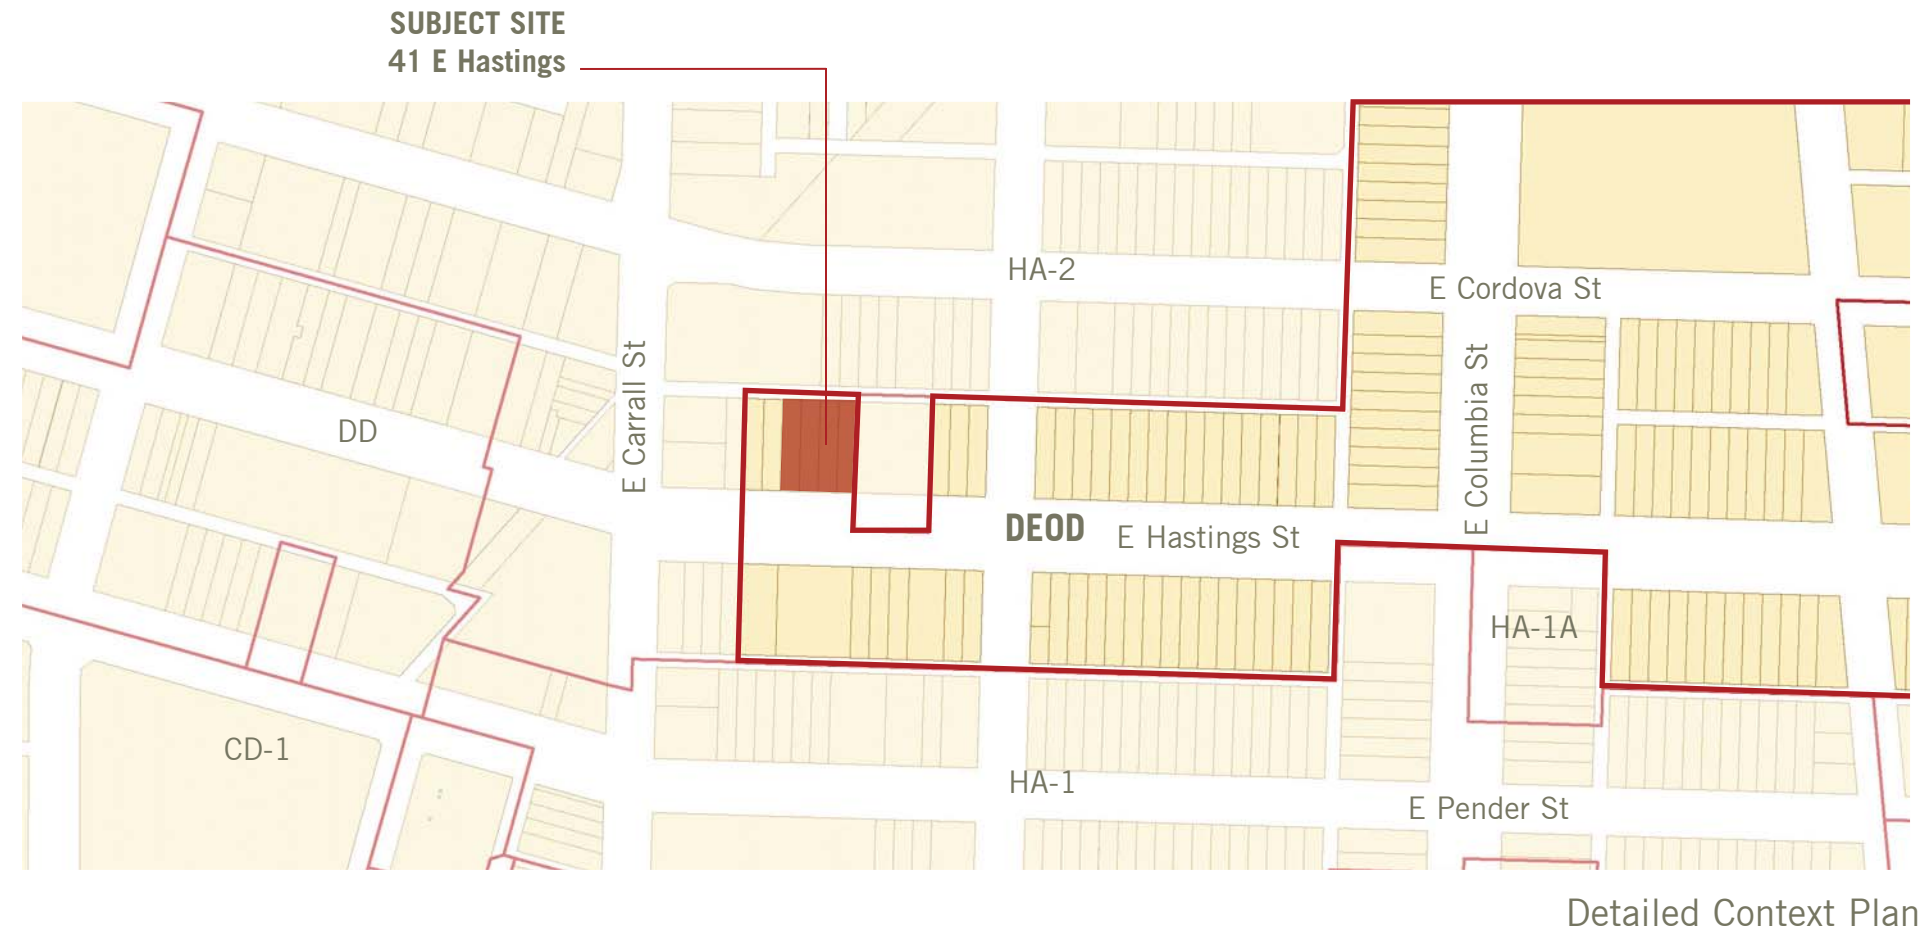 SUBJECT SITE
41 E Hastings
HA-2
E Cordova St
E Carrall St
E Columbia St
DD
DEOD
E Hastings St
HA-1A
CD-1
HA-1
E Pender St
Detailed Context Plan